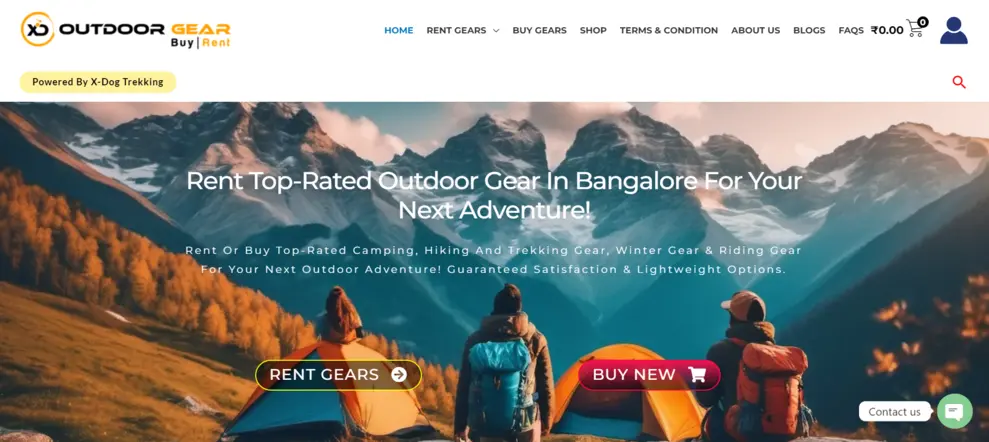 XD OUTDOOR GEAR
Buy|Rent
HOME RENT GEARS BUY GEARS SHOP TERMS & CONDITION ABOUT US BLOGS FAQS ₹0.00 0
Powered By X-Dog Trekking
Rent Top-Rated Outdoor Gear In Bangalore For Your
Next Adventure!
Rent Or Buy Top-Rated Camping, Hiking And Trekking Gear, Winter Gear & Riding Gear
For Your Next Outdoor Adventure! Guaranteed Satisfaction & Lightweight Options.
RENT GEARS BUY NEW
Contact us